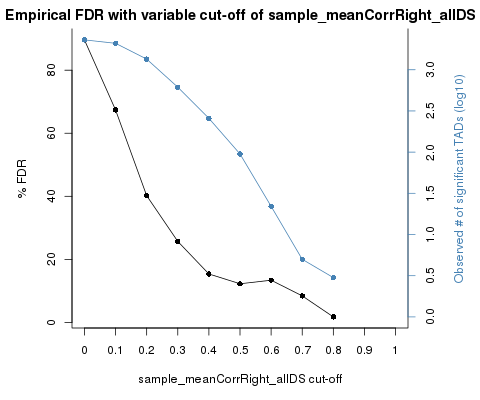 Empirical FDR with variable cut-off of sample_meanCorrRight_allDS
% FDR
80
60
40
20
0
3.0
2.5
2.0
1.5
1.0
0.5
0.0
Observed # of significant TADs (log10)
0 0.1 0.2 0.3 0.4 0.5 0.6 0.7 0.8 0.9 1
sample_meanCorrRight_allDS cut-off